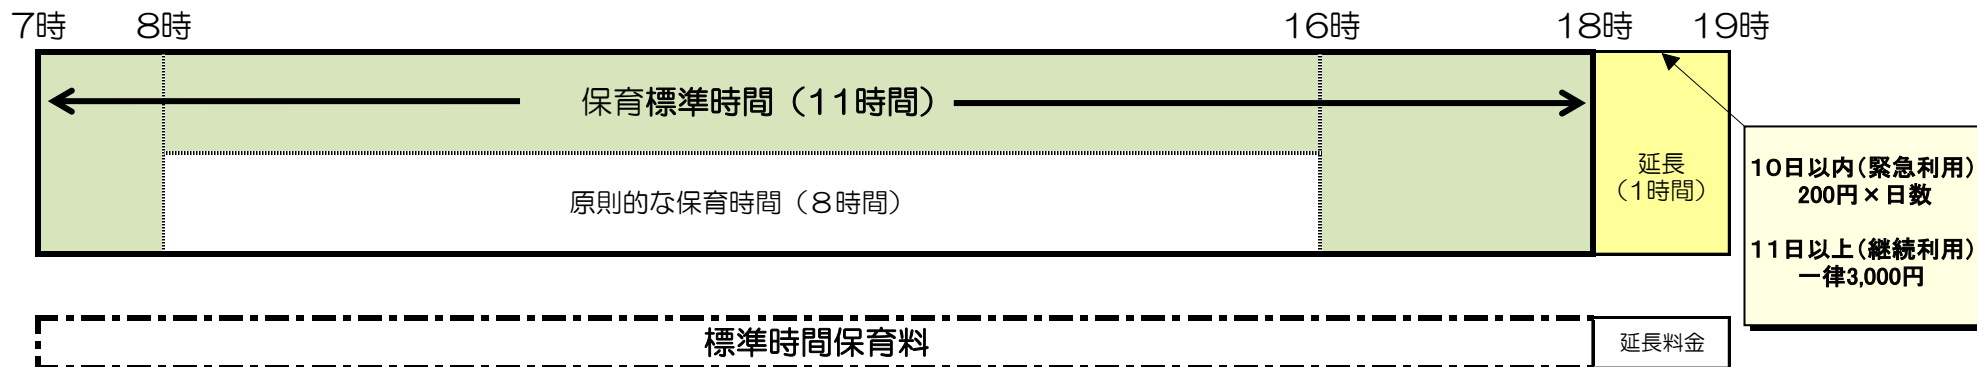 7時 8時 16時 18時 19時
保育標準時間（11時間）
原則的な保育時間（８時間）
延長
（1時間）
10日以内（緊急利用）
200円×日数
11日以上（継続利用）
一律3,000円
標準時間保育料
延長料金